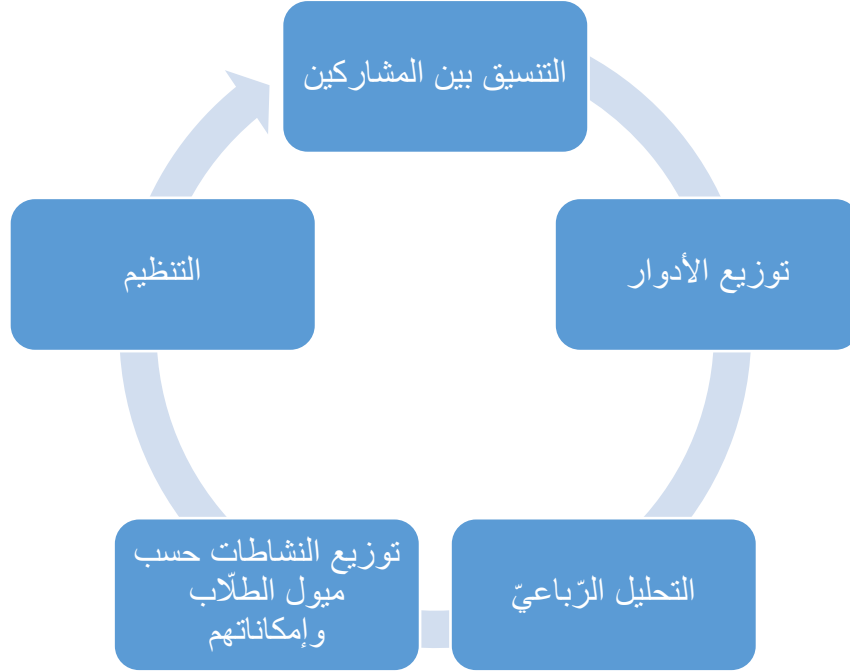 التنسيق بين المشاركين
توزيع الأدوار
التحليل الرّباعيّ
توزيع النشاطات حسب
ميول الطلّاب
وإمكاناتهم
التنظيم